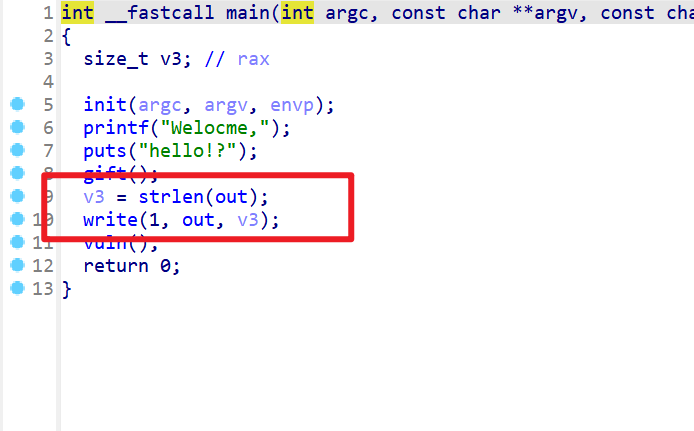 1 int __fastcall main(int argc, const char **argv, const cha
2 {
3   size_t v3; // rax
4
5   init(argc, argv, envp);
6   printf("Welocme,");
7   puts("hello!?");
8   gift();
9   v3 = strlen(out);
10   write(1, out, v3);
11   vuln();
12   return 0;
13 }